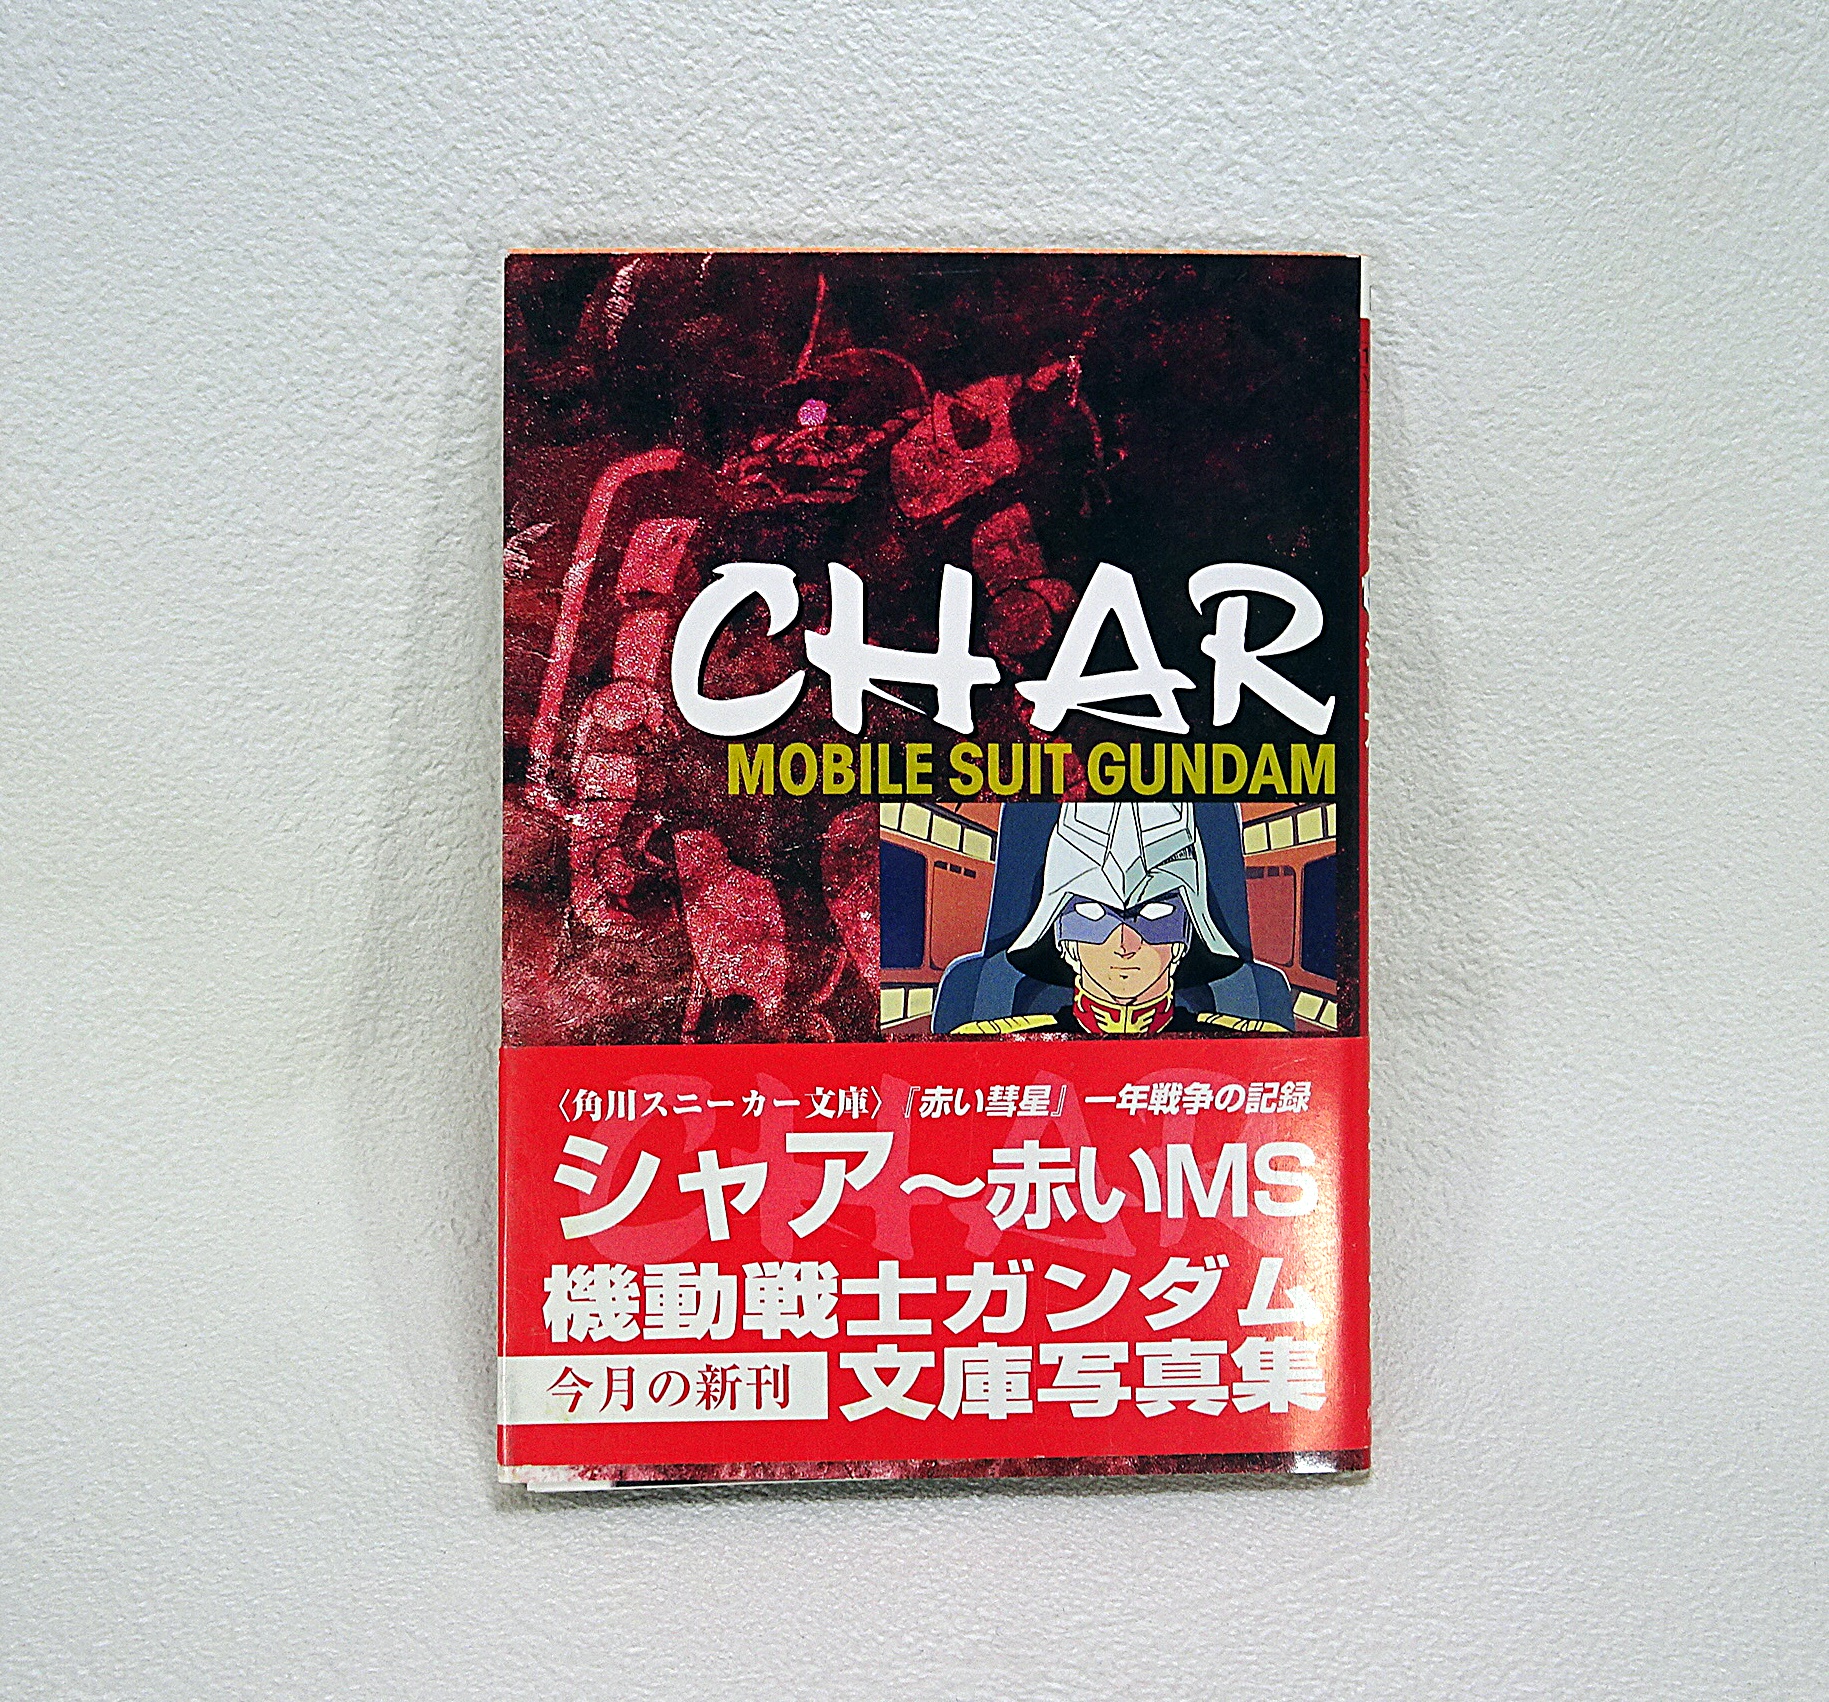 CHAR
MOBILE SUIT GUNDAM
〈角川スニーカー文庫〉『赤い彗星』一年戦争の記録
シャア〜赤いMS
機動戦士ガンダム
今月の新刊 文庫写真集
CHAR